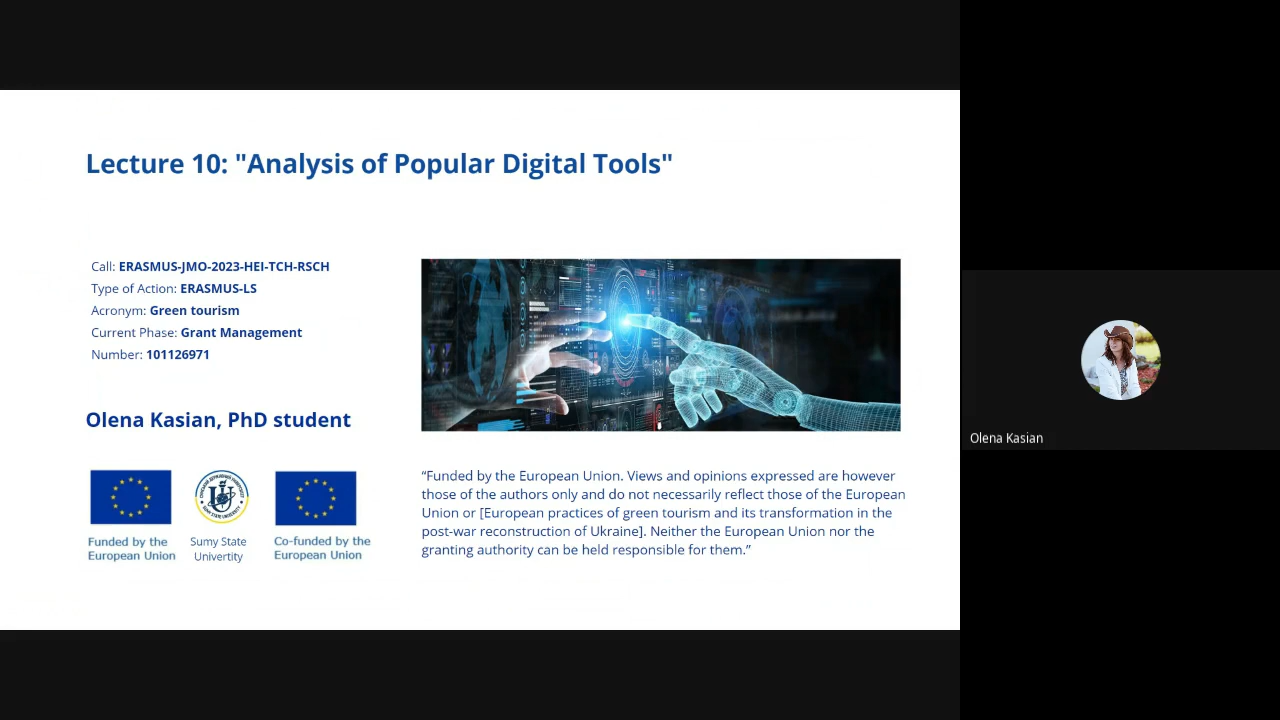 Lecture 10: "Analysis of Popular Digital Tools"
Call: ERASMUS-JMO-2023-HEI-TCH-RSCH
Type of Action: ERASMUS-LS
Acronym: Green tourism
Current Phase: Grant Management
Number: 101126971
Olena Kasian, PhD student
Funded by the
European Union
Sumy State
Univertity
Co-funded by the
European Union
“Funded by the European Union. Views and opinions expressed are however
those of the authors only and do not necessarily reflect those of the European
Union or [European practices of green tourism and its transformation in the
post-war reconstruction of Ukraine]. Neither the European Union nor the
granting authority can be held responsible for them.”
Olena Kasian